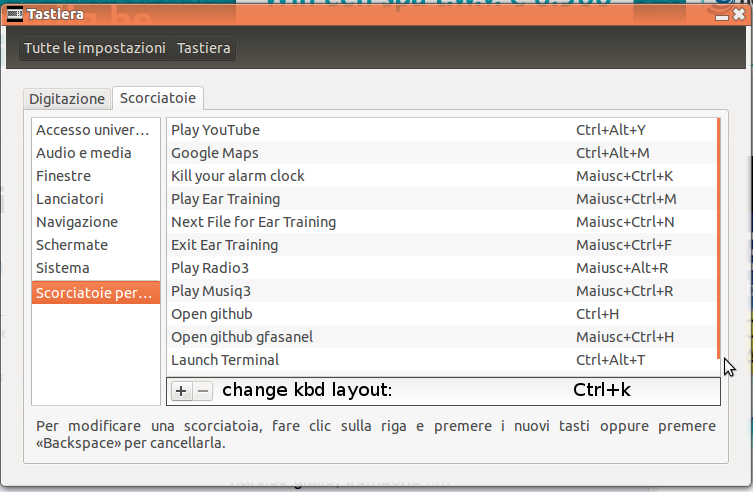 Tastiera
Tutte le impostazioni Tastiera
Digitazione Scorciatoie
Accesso univer…
Audio e media
Finestre
Lanciatori
Navigazione
Schermate
Sistema
Scorciatoie per…
Play YouTube Ctrl+Alt+Y
Google Maps Ctrl+Alt+M
Kill your alarm clock Maiusc+Ctrl+K
Play Ear Training Maiusc+Ctrl+M
Next File for Ear Training Maiusc+Ctrl+N
Exit Ear Training Maiusc+Ctrl+F
Play Radio3 Maiusc+Alt+R
Play Musiq3 Maiusc+Ctrl+R
Open github Ctrl+H
Open github gfasanel Maiusc+Ctrl+H
Launch Terminal Ctrl+Alt+T
+ − change kbd layout: Ctrl+k
Per modificare una scorciatoia, fare clic sulla riga e premere i nuovi tasti oppure premere
«Backspace» per cancellarla.